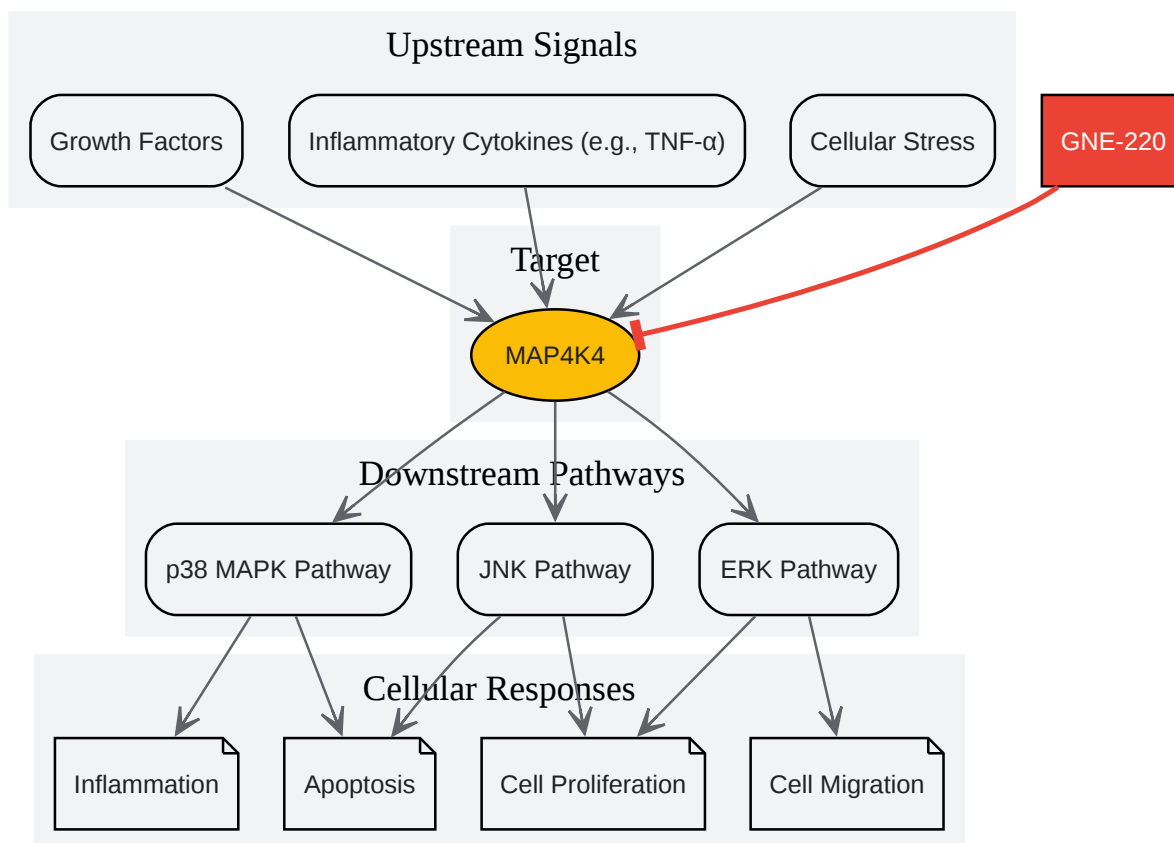 Upstream Signals
Growth Factors
Inflammatory Cytokines (e.g., TNF-α)
Cellular Stress
GNE-220
Target
MAP4K4
Downstream Pathways
p38 MAPK Pathway
JNK Pathway
ERK Pathway
Cellular Responses
Inflammation
Apoptosis
Cell Proliferation
Cell Migration